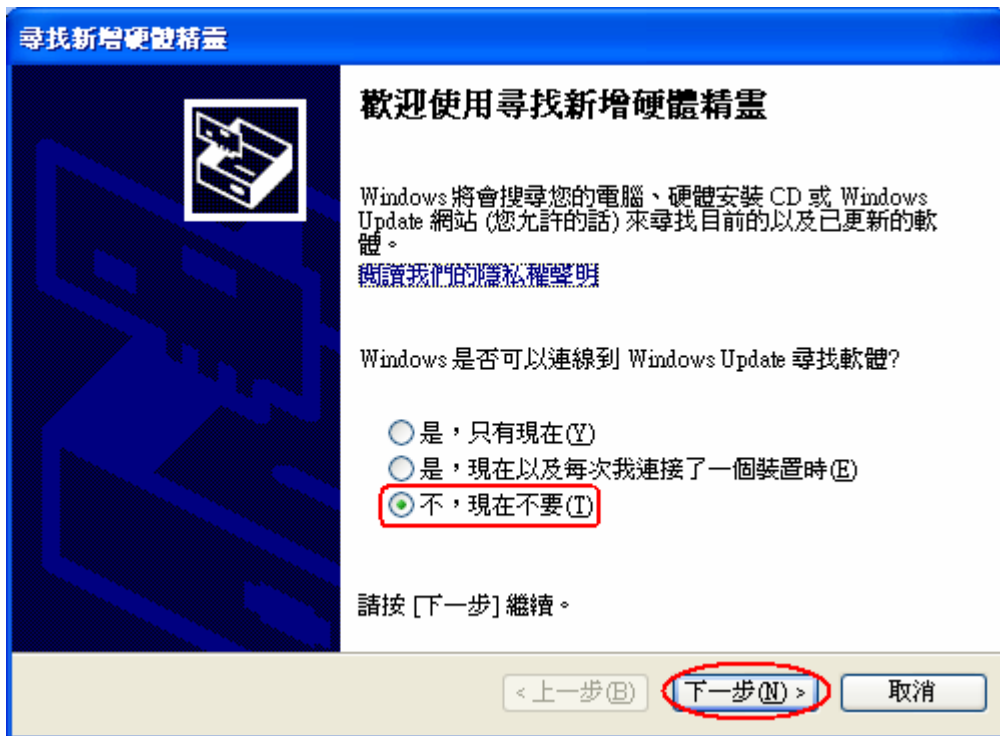 尋找新增硬體精靈
歡迎使用尋找新增硬體精靈
Windows 將會搜尋您的電腦、硬體安裝 CD 或 Windows
Update 網站 (您允許的話) 來尋找目前的以及已更新的軟
體。
閱讀我們的隱私權聲明
Windows 是否可以連線到 Windows Update 尋找軟體?
是，只有現在(Y)
是，現在以及每次我連接了一個裝置時(E)
不，現在不要(T)
請按 [下一步] 繼續。
< 上一步(B) 下一步(N) > 取消